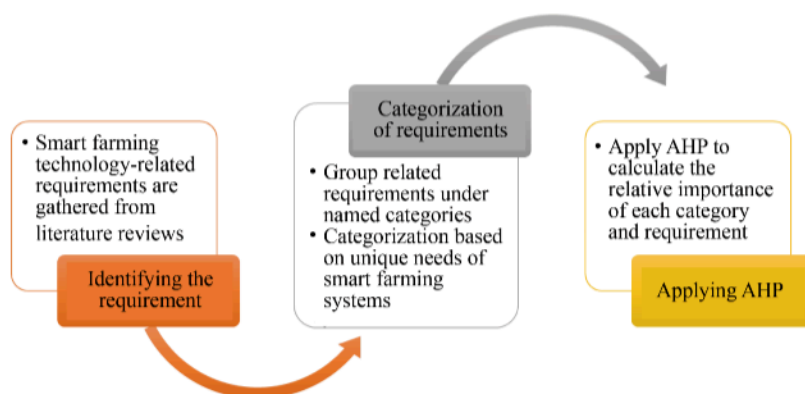 • Smart farming
technology-related
requirements are
gathered from
literature reviews
Identifying the
requirement
Categorization
of requirements
• Group related
requirements under
named categories
• Categorization based
on unique needs of
smart farming
systems
• Apply AHP to
calculate the
relative importance
of each category
and requirement
Applying AHP